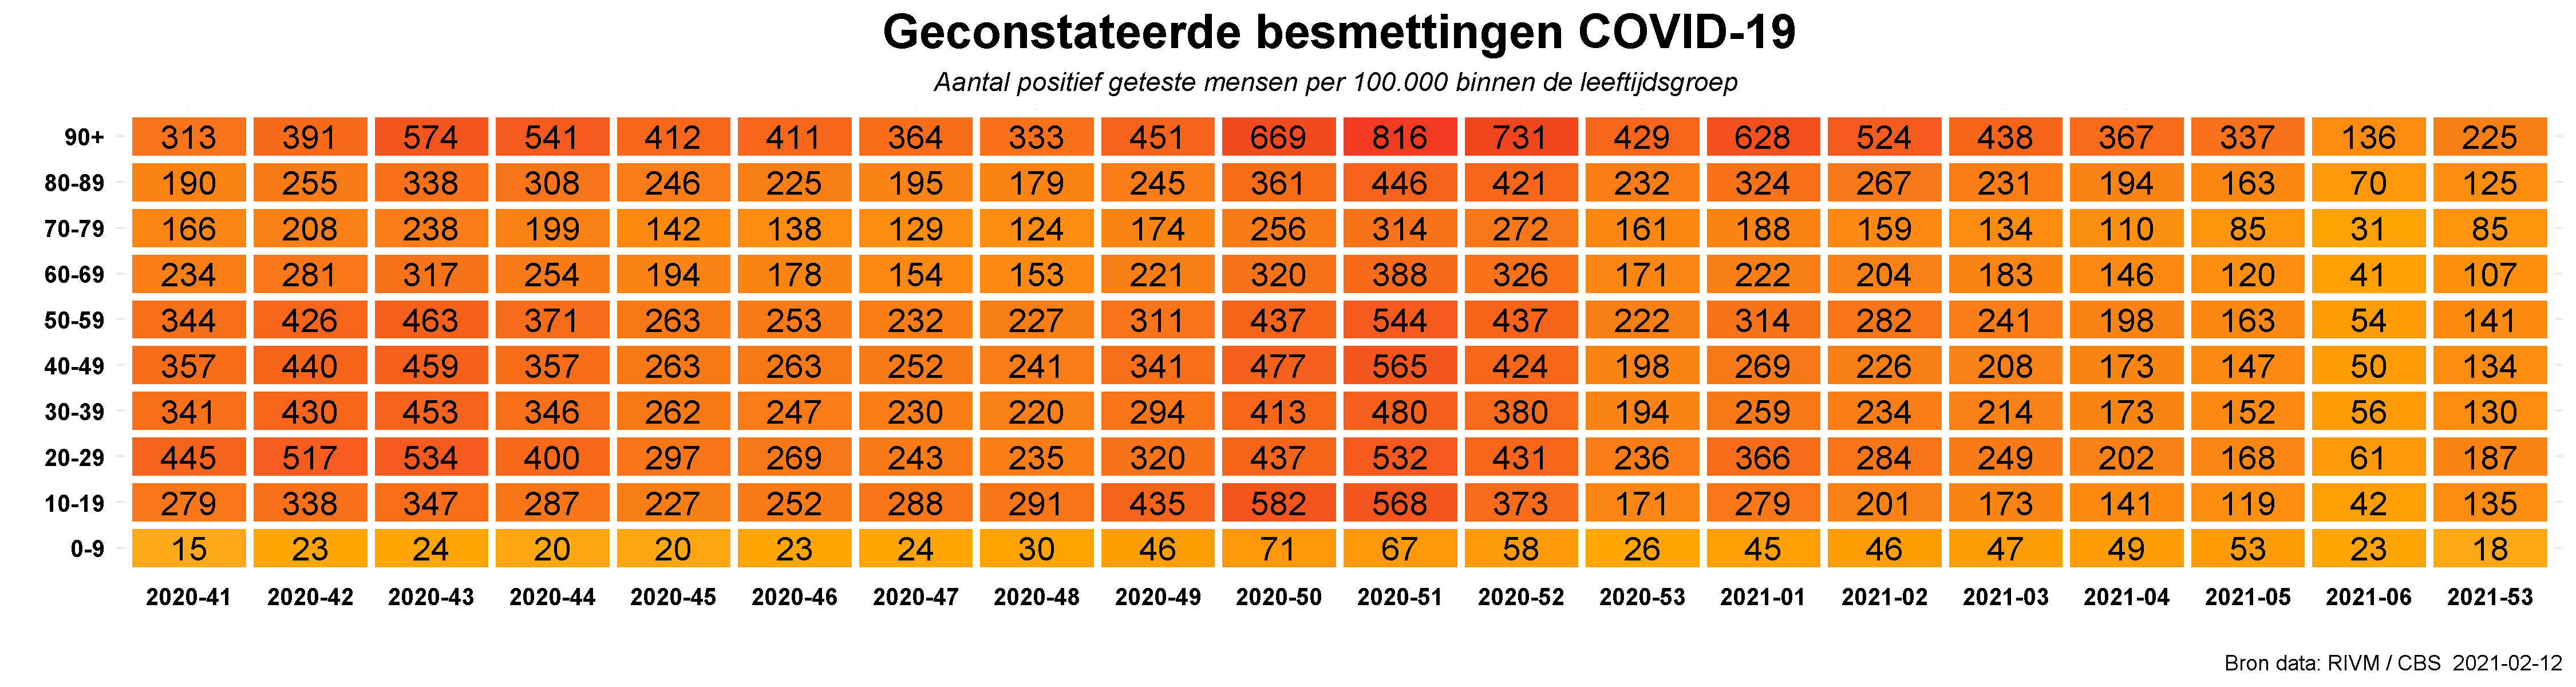 Geconstateerde besmettingen COVID-19
Aantal positief geteste mensen per 100.000 binnen de leeftijdsgroep
90+ 313 391 574 541 412 411 364 333 451 669 816 731 429 628 524 438 367 337 136 225
80-89 190 255 338 308 246 225 195 179 245 361 446 421 232 324 267 231 194 163 70 125
70-79 166 208 238 199 142 138 129 124 174 256 314 272 161 188 159 134 110 85 31 85
60-69 234 281 317 254 194 178 154 153 221 320 388 326 171 222 204 183 146 120 41 107
50-59 344 426 463 371 263 253 232 227 311 437 544 437 222 314 282 241 198 163 54 141
40-49 357 440 459 357 263 263 252 241 341 477 565 424 198 269 226 208 173 147 50 134
30-39 341 430 453 346 262 247 230 220 294 413 480 380 194 259 234 214 173 152 56 130
20-29 445 517 534 400 297 269 243 235 320 437 532 431 236 366 284 249 202 168 61 187
10-19 279 338 347 287 227 252 288 291 435 582 568 373 171 279 201 173 141 119 42 135
0-9 15 23 24 20 20 23 24 30 46 71 67 58 26 45 46 47 49 53 23 18
2020-41 2020-42 2020-43 2020-44 2020-45 2020-46 2020-47 2020-48 2020-49 2020-50 2020-51 2020-52 2020-53 2021-01 2021-02 2021-03 2021-04 2021-05 2021-06 2021-53
Bron data: RIVM / CBS 2021-02-12